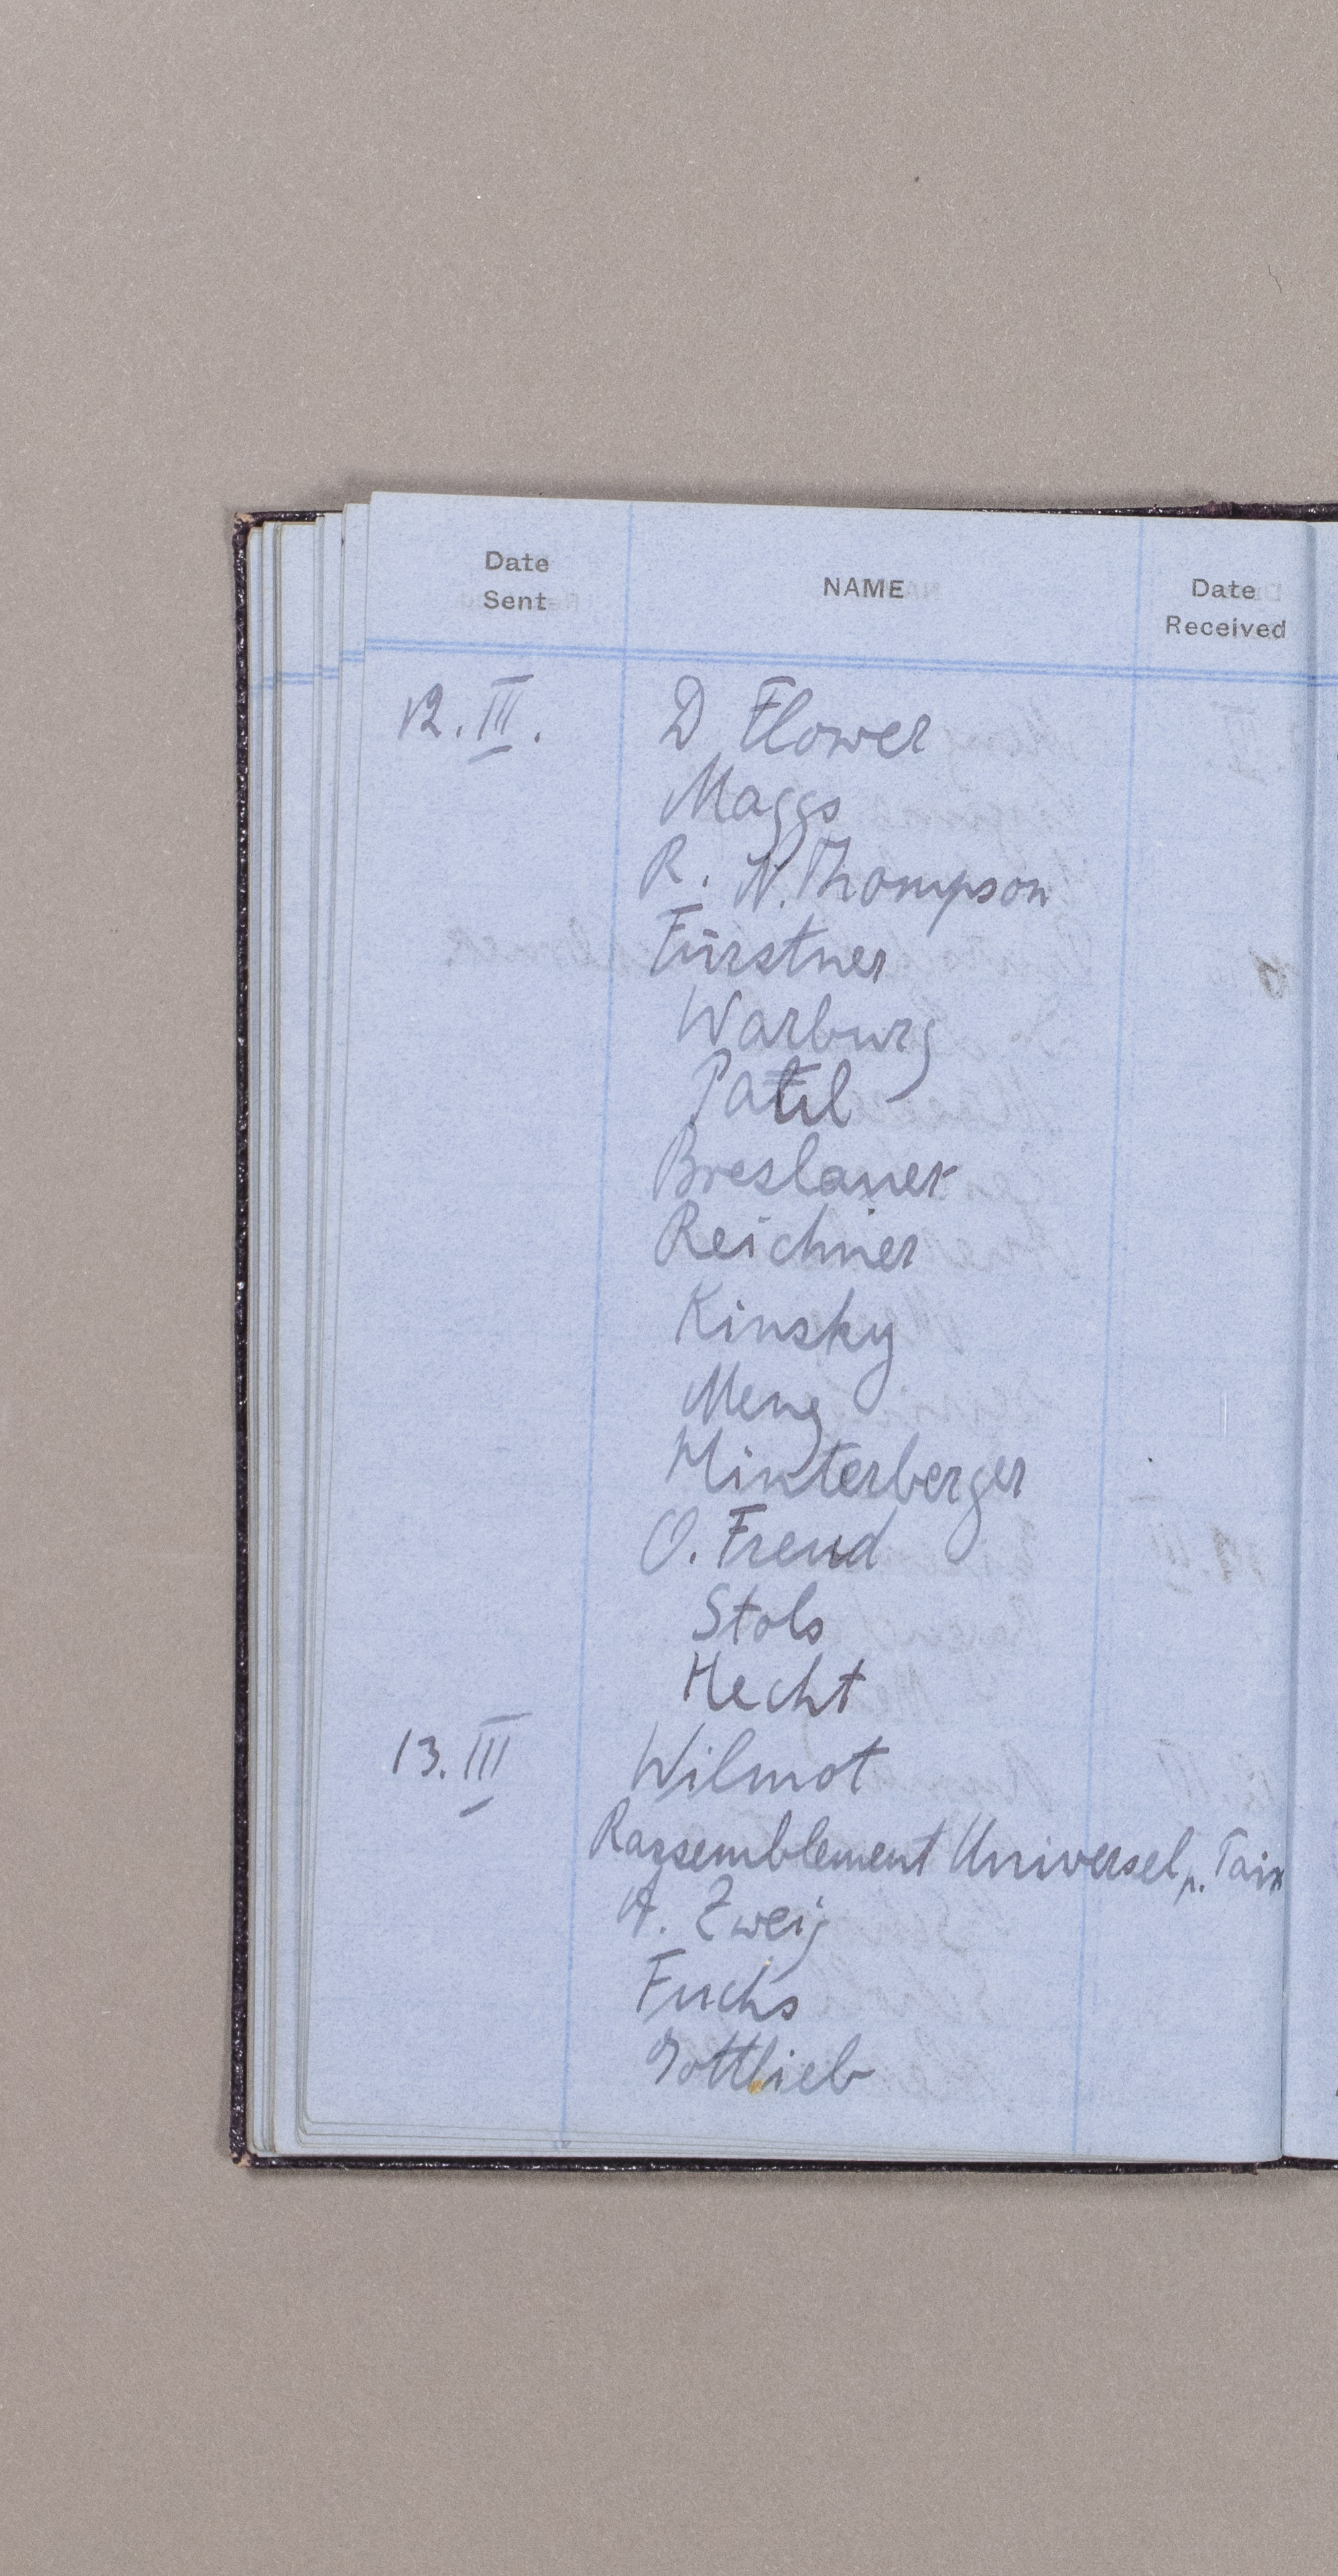 Date Sent NAME Date Received
12. III. D Flower
Maggs
R. N. Thompson
Fürstner
Warburg
Patil
Breslauer
Reichner
Kinsky
Meng
Hinterberger
O. Freud
Stols
Hecht
13. III Wilmot
Rassemblement Universel p. Paix
A. Zweig
Fuchs
Gottlieb